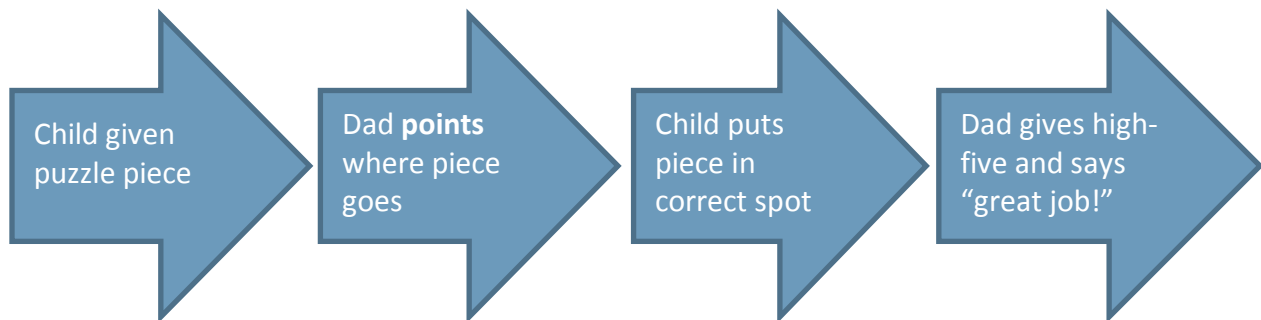 Child given
puzzle piece
Dad points
where piece
goes
Child puts
piece in
correct spot
Dad gives high-
five and says
“great job!”